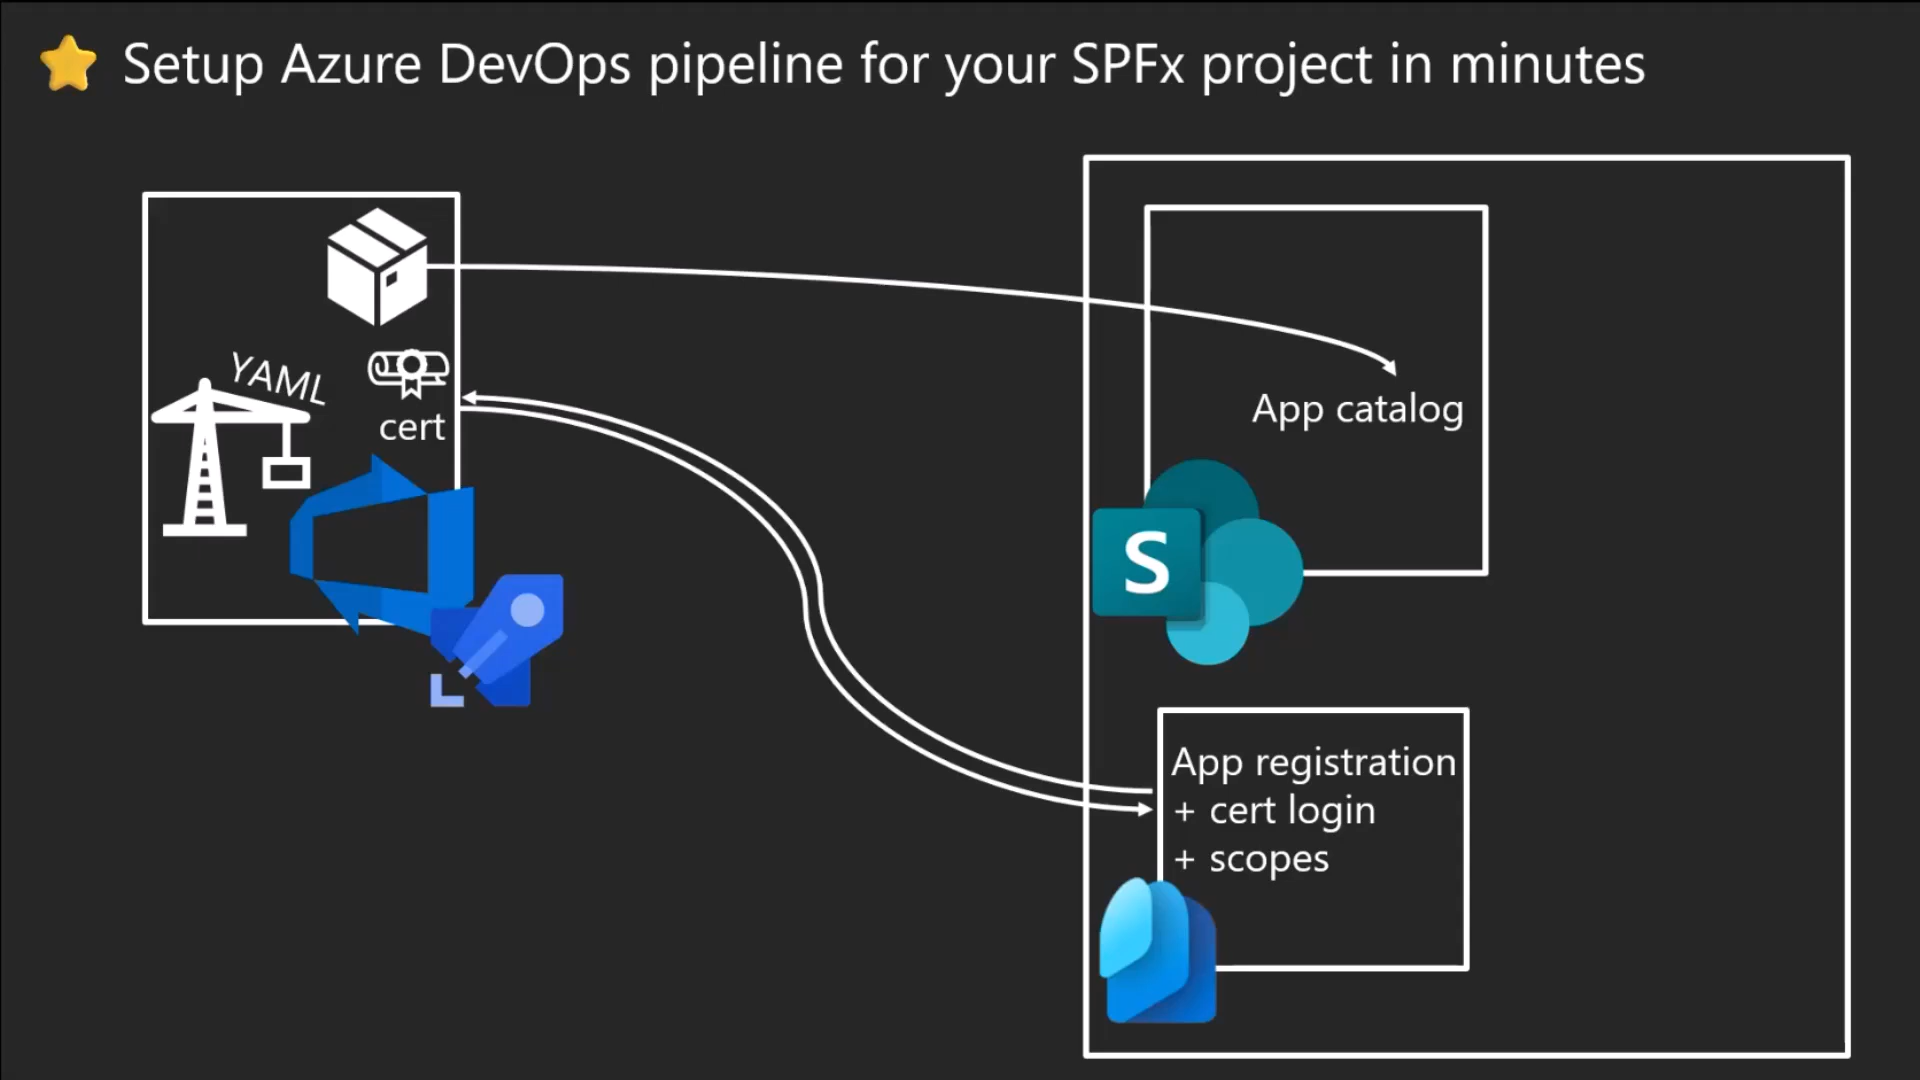 Setup Azure DevOps pipeline for your SPFx project in minutes
YAML
cert
App catalog
S
App registration
+ cert login
+ scopes